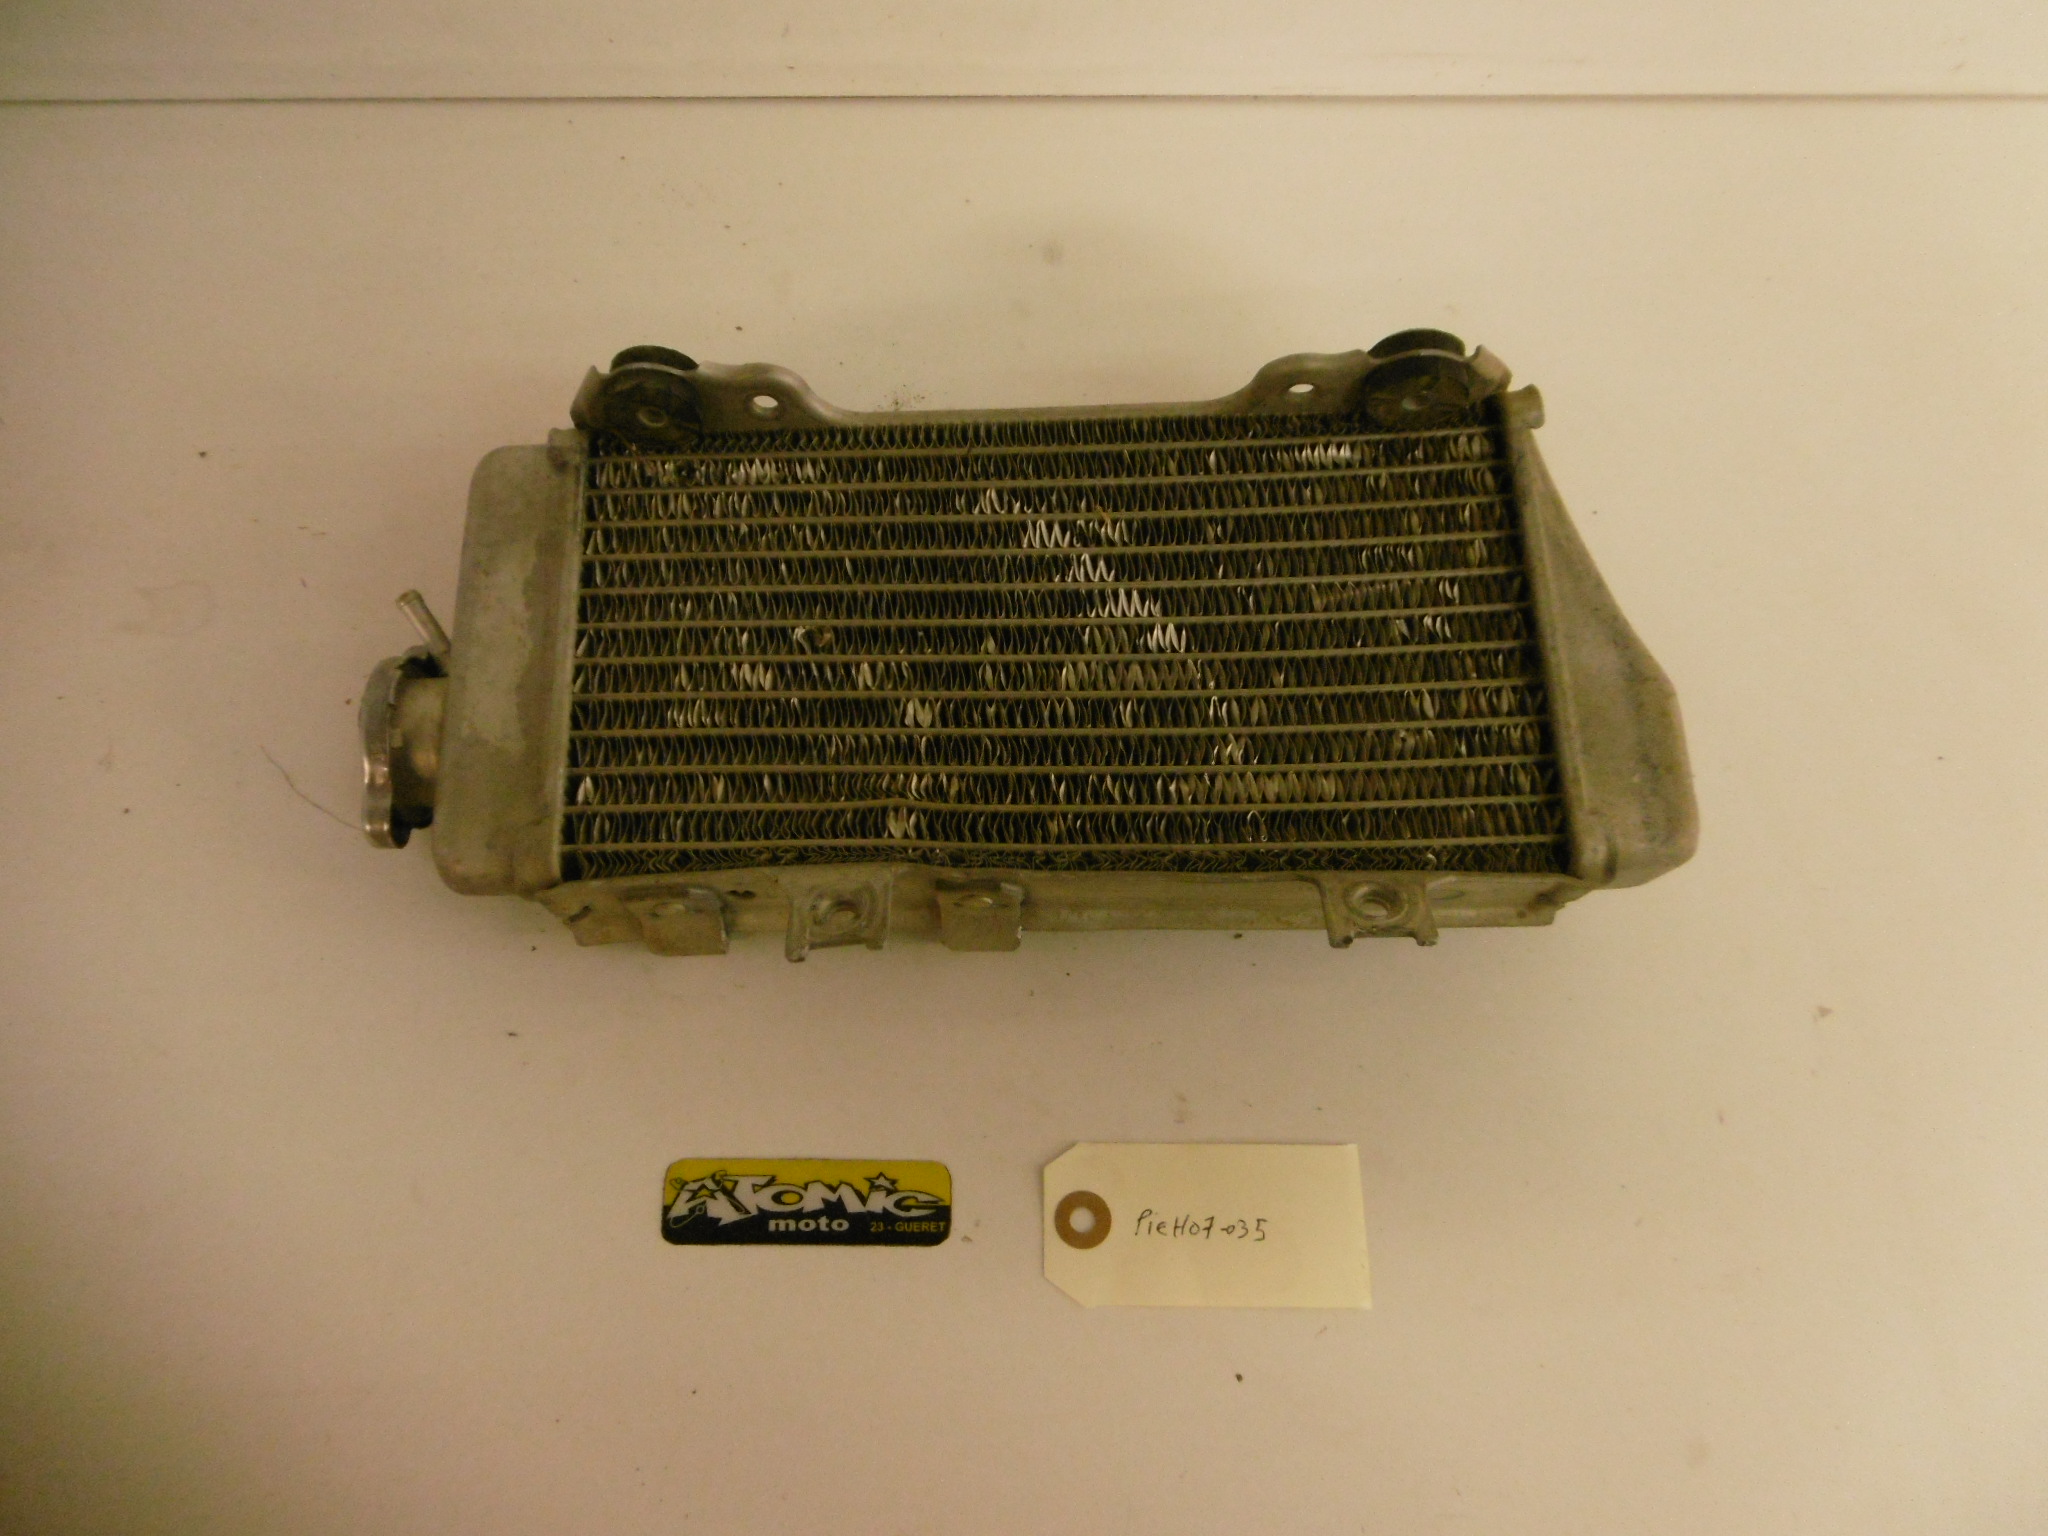 ATOMIC
moto 23 - GUERET
PieH07-035